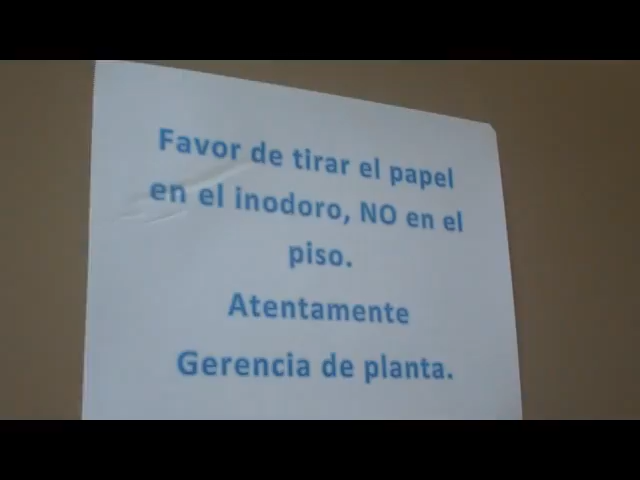 Favor de tirar el papel
en el inodoro, NO en el
piso.
Atentamente
Gerencia de planta.